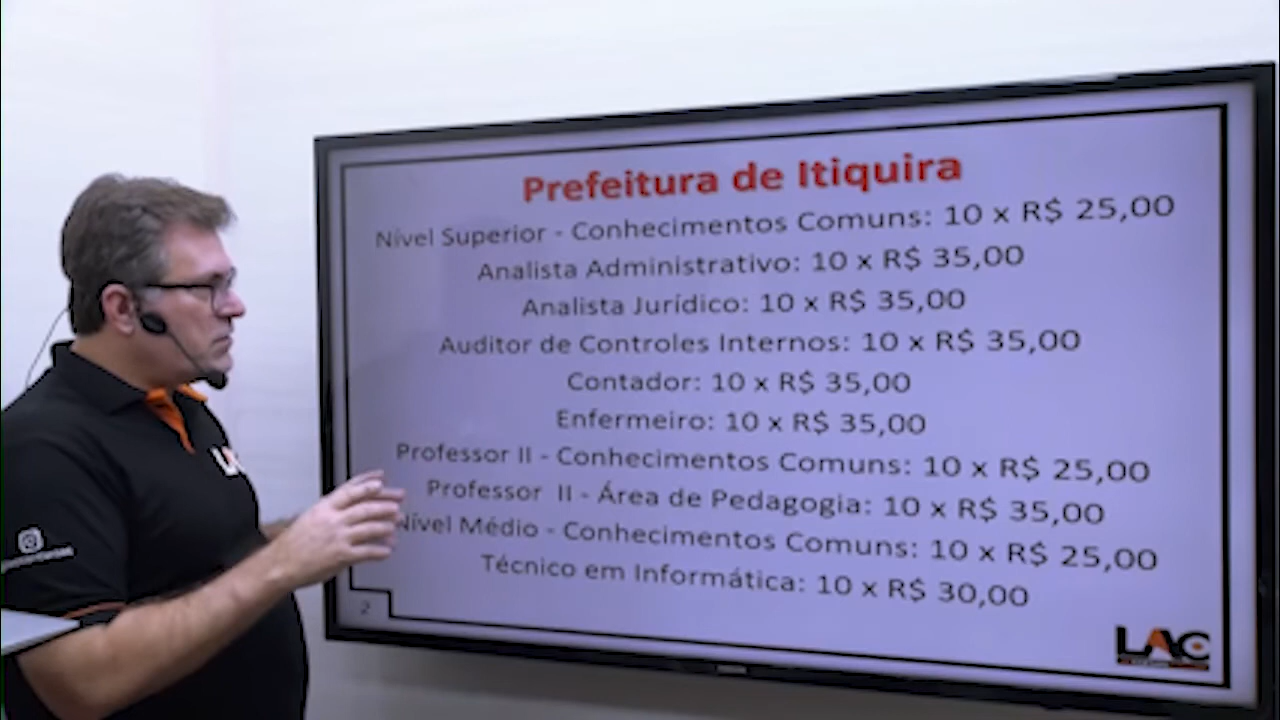 Prefeitura de Itiquira
Nível Superior - Conhecimentos Comuns: 10 x R$ 25,00
Analista Administrativo: 10 x R$ 35,00
Analista Jurídico: 10 x R$ 35,00
Auditor de Controles Internos: 10 x R$ 35,00
Contador: 10 x R$ 35,00
Enfermeiro: 10 x R$ 35,00
Professor II - Conhecimentos Comuns: 10 x R$ 25,00
Professor II - Área de Pedagogia: 10 x R$ 35,00
Nível Médio - Conhecimentos Comuns: 10 x R$ 25,00
Técnico em Informática: 10 x R$ 30,00
2
LAC